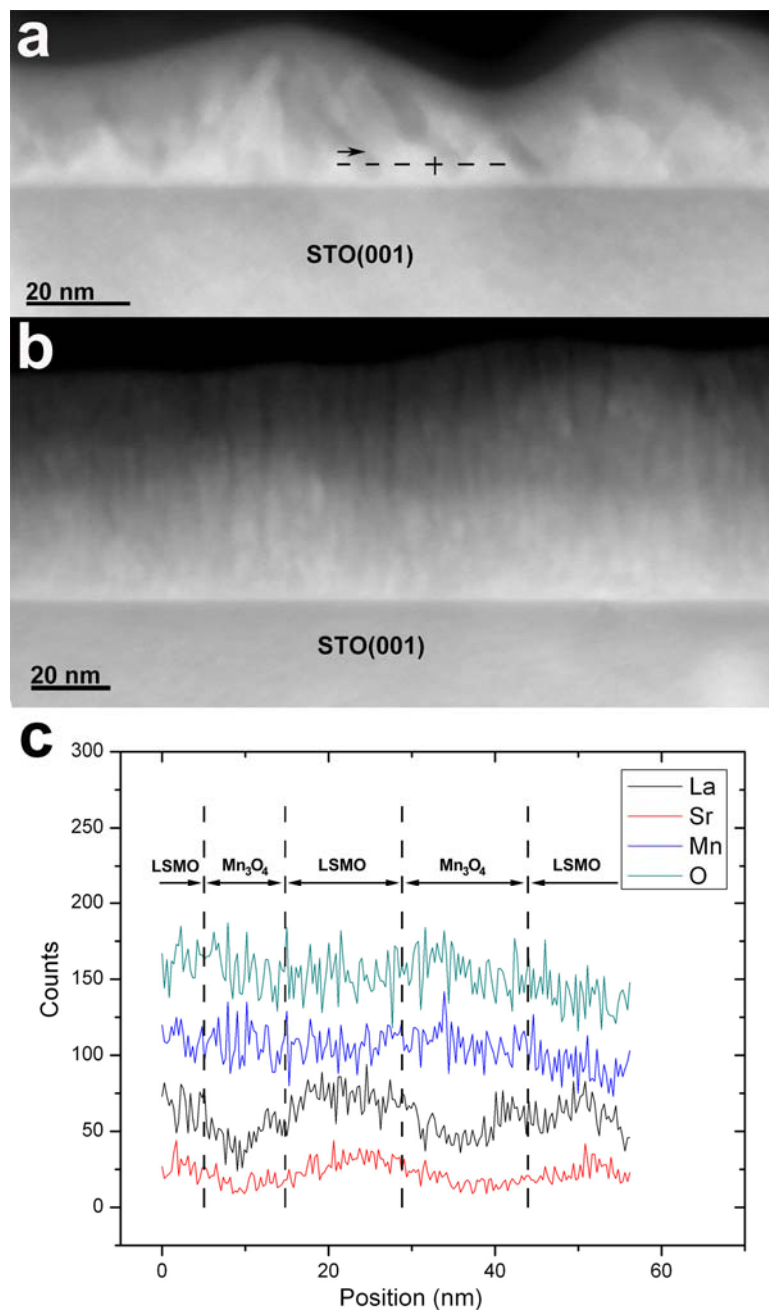 a
STO(001)
20 nm
b
STO(001)
20 nm
c
300
250
200
150
100
50
0
Counts
La
Sr
Mn
O
LSMO Mn₃O₄ LSMO Mn₃O₄ LSMO
0 20 40 60
Position (nm)